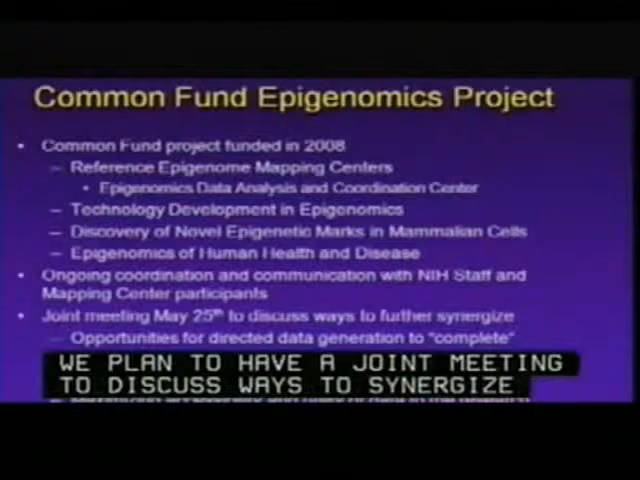 Common Fund Epigenomics Project
• Common Fund project funded in 2008
– Reference Epigenome Mapping Centers
• Epigenomics Data Analysis and Coordination Center
– Technology Development in Epigenomics
– Discovery of Novel Epigenetic Marks in Mammalian Cells
– Epigenomics of Human Health and Disease
• Ongoing coordination and communication with NIH Staff and
Mapping Center participants
• Joint meeting May 25th to discuss ways to further synergize
– Opportunities for directed data generation to "complete"
WE PLAN TO HAVE A JOINT MEETING
TO DISCUSS WAYS TO SYNERGIZE